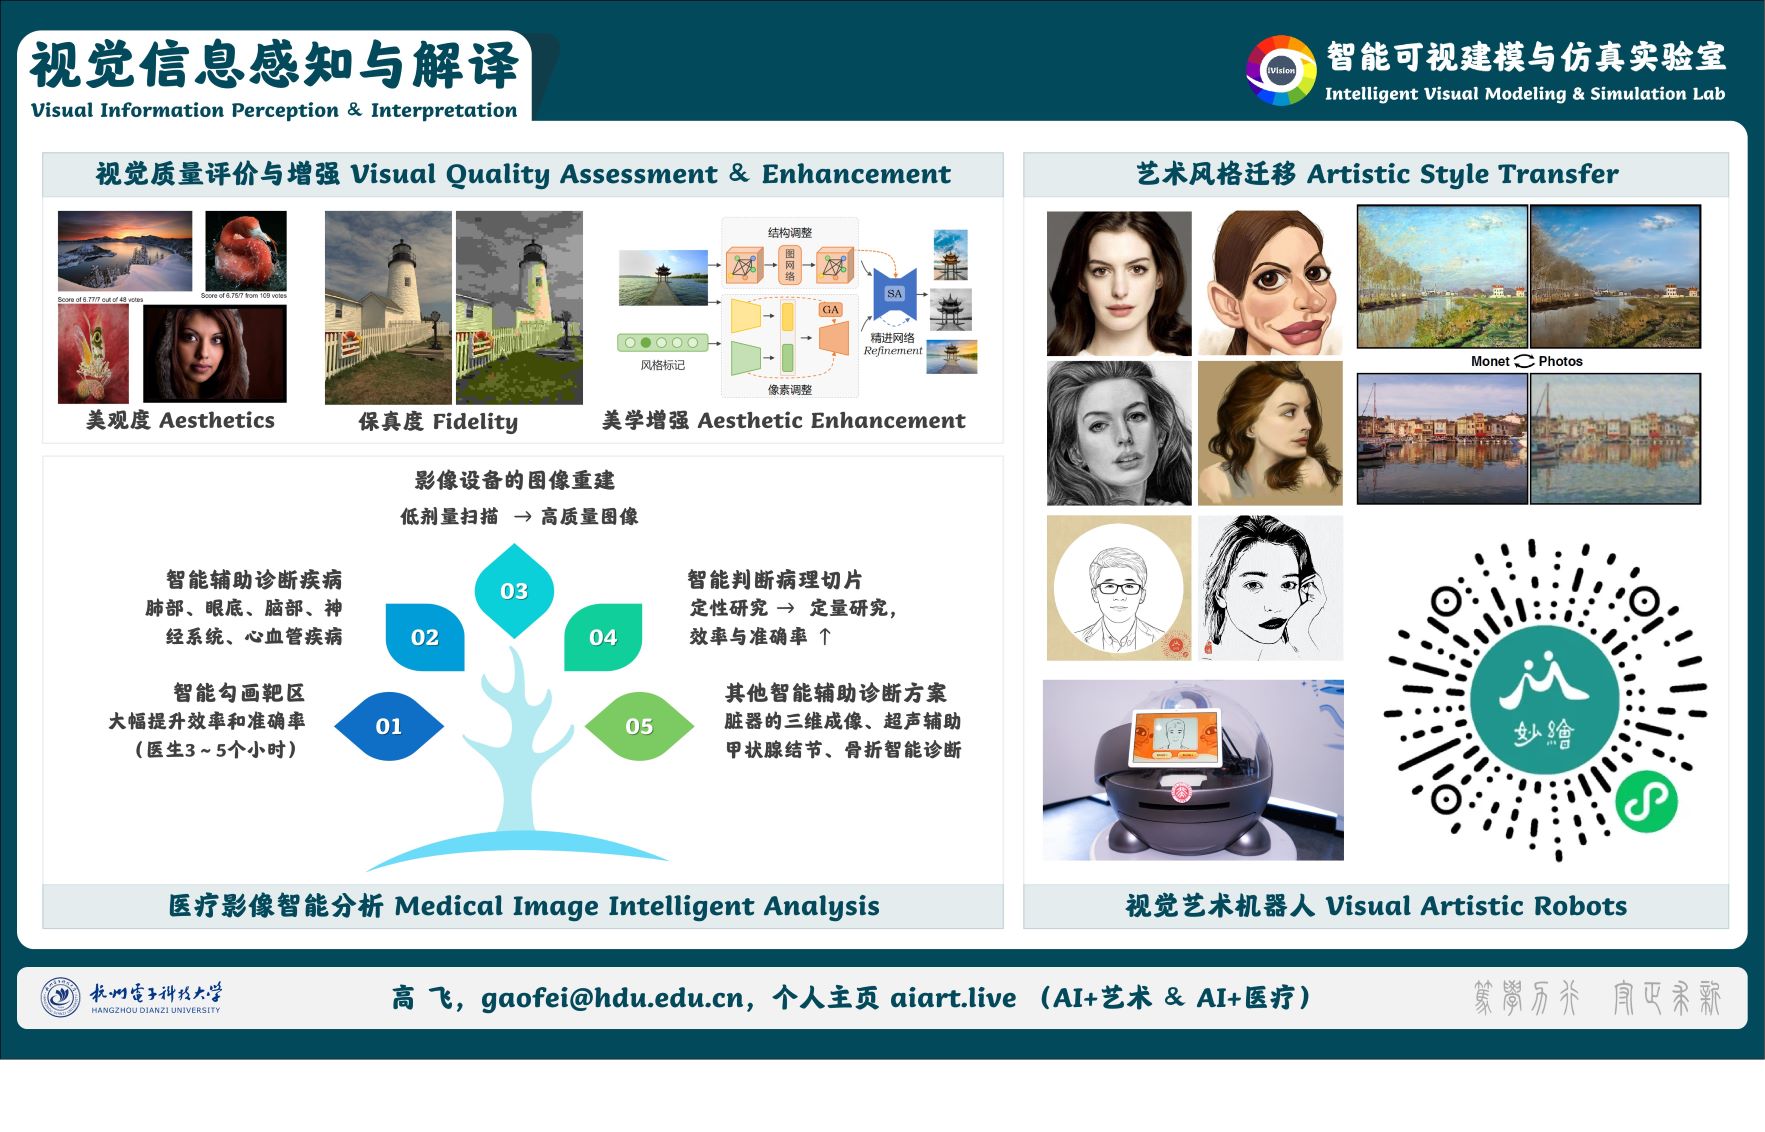 视觉信息感知与解译
Visual Information Perception & Interpretation
iVision
智能可视建模与仿真实验室
Intelligent Visual Modeling & Simulation Lab
视觉质量评价与增强 Visual Quality Assessment & Enhancement
Score of 6.77/7 out of 48 votes
Score of 6.75/7 from 109 votes
美观度 Aesthetics
保真度 Fidelity
结构调整
图网络
SA
GA
风格标记
像素调整
精进网络
Refinement
美学增强 Aesthetic Enhancement
影像设备的图像重建
低剂量扫描 → 高质量图像
03
智能辅助诊断疾病
肺部、眼底、脑部、神
经系统、心血管疾病
02
04
智能判断病理切片
定性研究 → 定量研究,
效率与准确率 ↑
智能勾画靶区
大幅提升效率和准确率
（医生3 ~ 5个小时）
01
05
其他智能辅助诊断方案
脏器的三维成像、超声辅助
甲状腺结节、骨折智能诊断
医疗影像智能分析 Medical Image Intelligent Analysis
艺术风格迁移 Artistic Style Transfer
Monet Photos
妙繪
视觉艺术机器人 Visual Artistic Robots
杭州電子科技大学
HANGZHOU DIANZI UNIVERSITY
高 飞，gaofei@hdu.edu.cn，个人主页 aiart.live （AI+艺术 & AI+医疗）